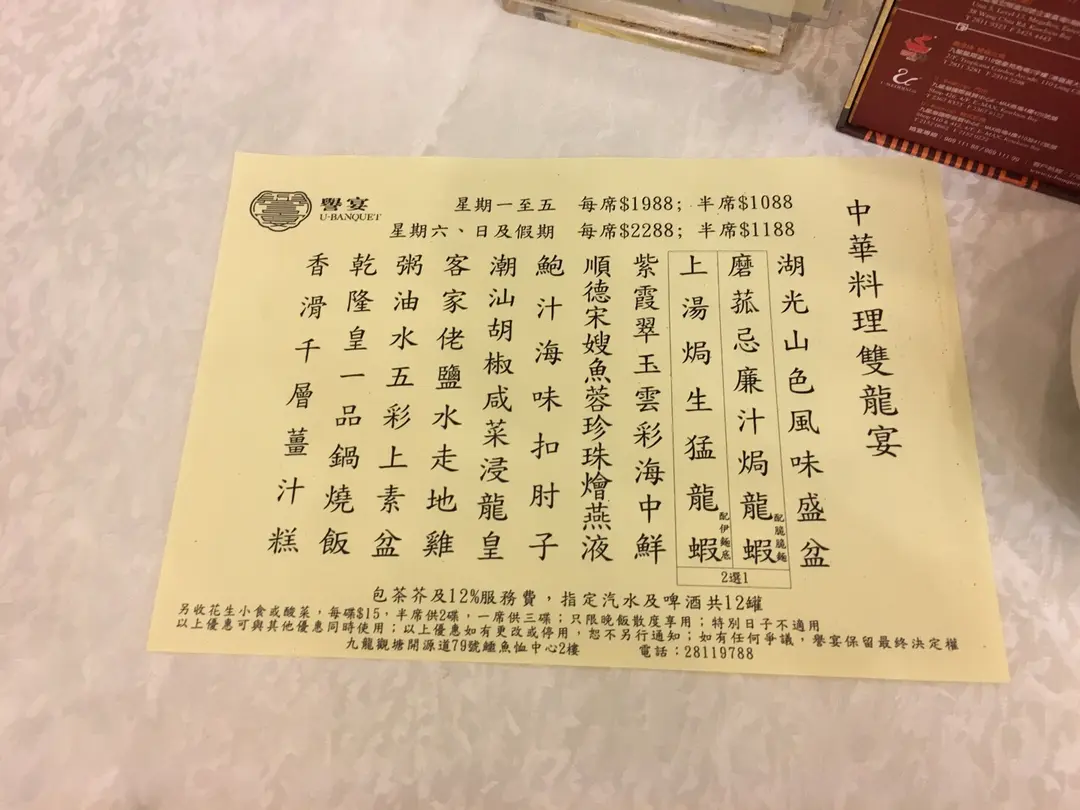 譽宴
U-BANQUET
星期一至五 每席$1988; 半席$1088
星期六、日及假期 每席$2288; 半席$1188
中華料理雙龍宴
湖光山色風味盛盆
磨菰忌廉汁焗龍蝦
配脆脆麵
上湯焗生猛龍蝦
配伊麵底
2選1
紫霞翠玉雲彩海中鮮
順德宋嫂魚蓉珍珠燴燕液
鮑汁海味扣肘子
潮汕胡椒咸菜浸龍皇
客家佬鹽水走地雞
粥油水五彩上素盆
乾隆皇一品鍋燒飯
香滑千層薑汁糕
包茶芥及12%服務費，指定汽水及啤酒共12罐
另收花生小食或酸菜，每碟$15，半席供2碟，一席供三碟；只限晚飯散度享用；特別日子不適用
以上優惠可與其他優惠同時使用；以上優惠如有更改或停用，恕不另行通知；如有任何爭議，譽宴保留最終決定權
九龍觀塘開源道79號鱷魚恤中心2樓 電話：28119788